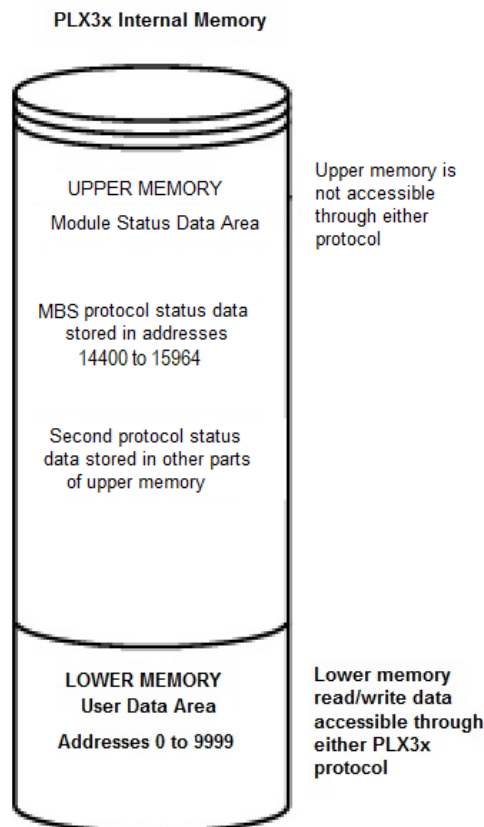 PLX3x Internal Memory
UPPER MEMORY
Module Status Data Area
Upper memory is
not accessible
through either
protocol
MBS protocol status data
stored in addresses
14400 to 15964
Second protocol status
data stored in other parts
of upper memory
LOWER MEMORY
User Data Area
Addresses 0 to 9999
Lower memory
read/write data
accessible through
either PLX3x
protocol